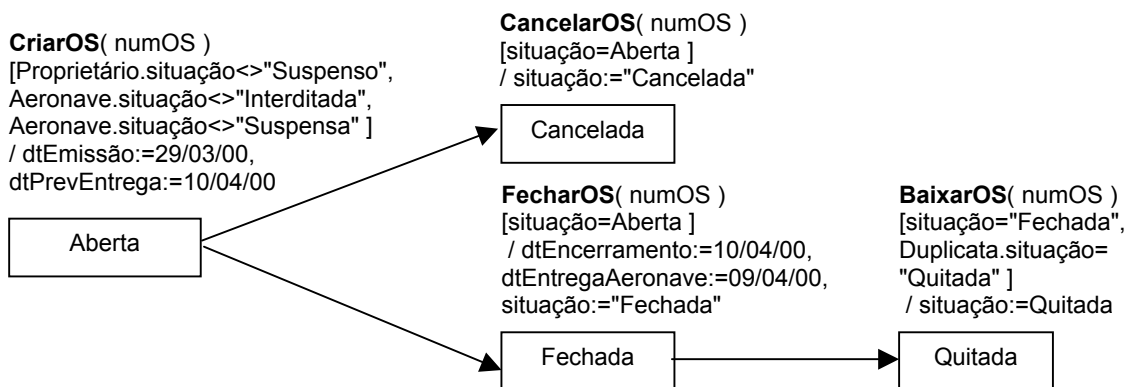 CriarOS( numOS )
[Proprietário.situação<>"Suspenso",
Aeronave.situação<>"Interditada",
Aeronave.situação<>"Suspensa" ]
/ dtEmissão:=29/03/00,
dtPrevEntrega:=10/04/00
Aberta
CancelarOS( numOS )
[situação=Aberta ]
/ situação:="Cancelada"
Cancelada
FecharOS( numOS )
[situação=Aberta ]
/ dtEncerramento:=10/04/00,
dtEntregaAeronave:=09/04/00,
situação:="Fechada"
Fechada
BaixarOS( numOS )
[situação="Fechada",
Duplicata.situação=
"Quitada" ]
/ situação:=Quitada
Quitada